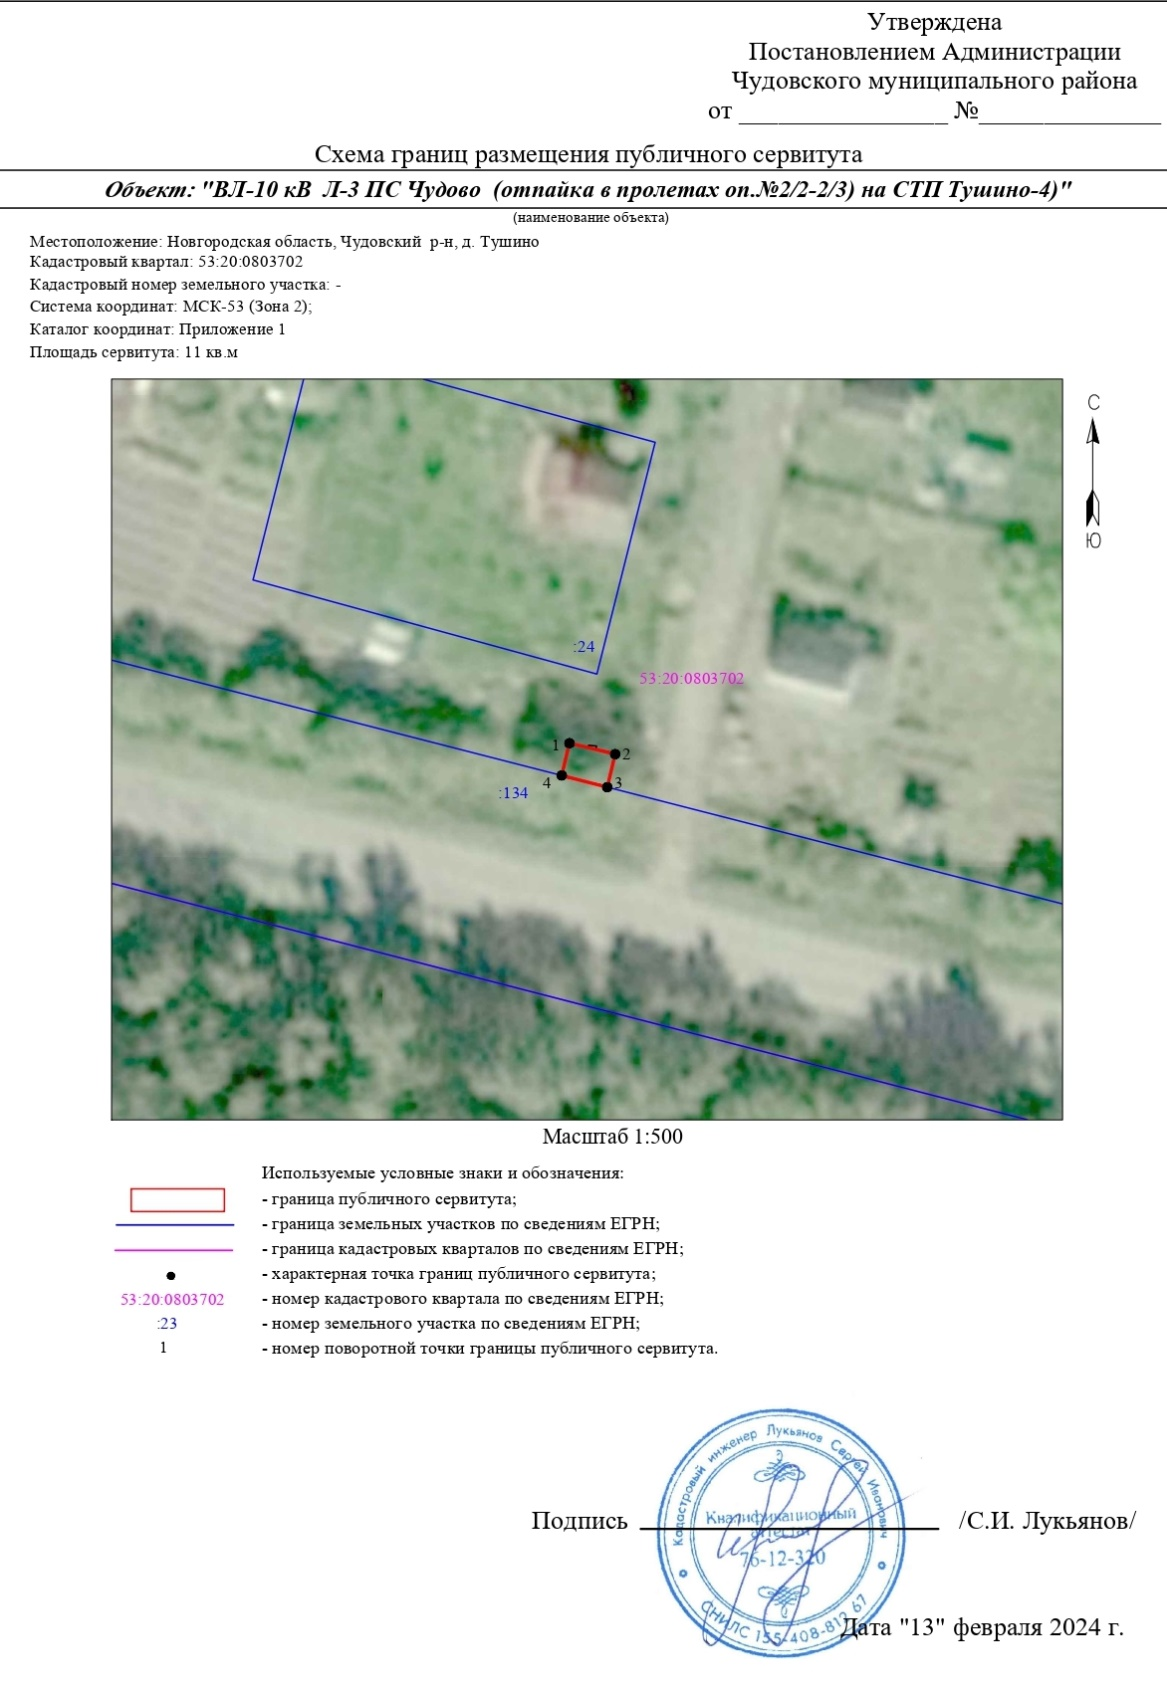 Утверждена
Постановлением Администрации
Чудовского муниципального района
от ________________ №______________
Схема границ размещения публичного сервитута
Объект: "ВЛ-10 кВ Л-3 ПС Чудово (отпайка в пролетах оп.№2/2-2/3) на СТП Тушино-4)"
(наименование объекта)
Местоположение: Новгородская область, Чудовский р-н, д. Тушино
Кадастровый квартал: 53:20:0803702
Кадастровый номер земельного участка: -
Система координат: МСК-53 (Зона 2);
Каталог координат: Приложение 1
Площадь сервитута: 11 кв.м
С
Ю
:24
53:20:0803702
1
2
3
4
:134
Масштаб 1:500
Используемые условные знаки и обозначения:
- граница публичного сервитута;
- граница земельных участков по сведениям ЕГРН;
- граница кадастровых кварталов по сведениям ЕГРН;
- характерная точка границ публичного сервитута;
53:20:0803702 - номер кадастрового квартала по сведениям ЕГРН;
:23 - номер земельного участка по сведениям ЕГРН;
1 - номер поворотной точки границы публичного сервитута.
Кадастровый инженер Лукьянов Сергей Иванович
Квалификационный
аттестат
76-12-320
СНИЛС 155-408-812 67
Подпись /С.И. Лукьянов/
Дата "13" февраля 2024 г.